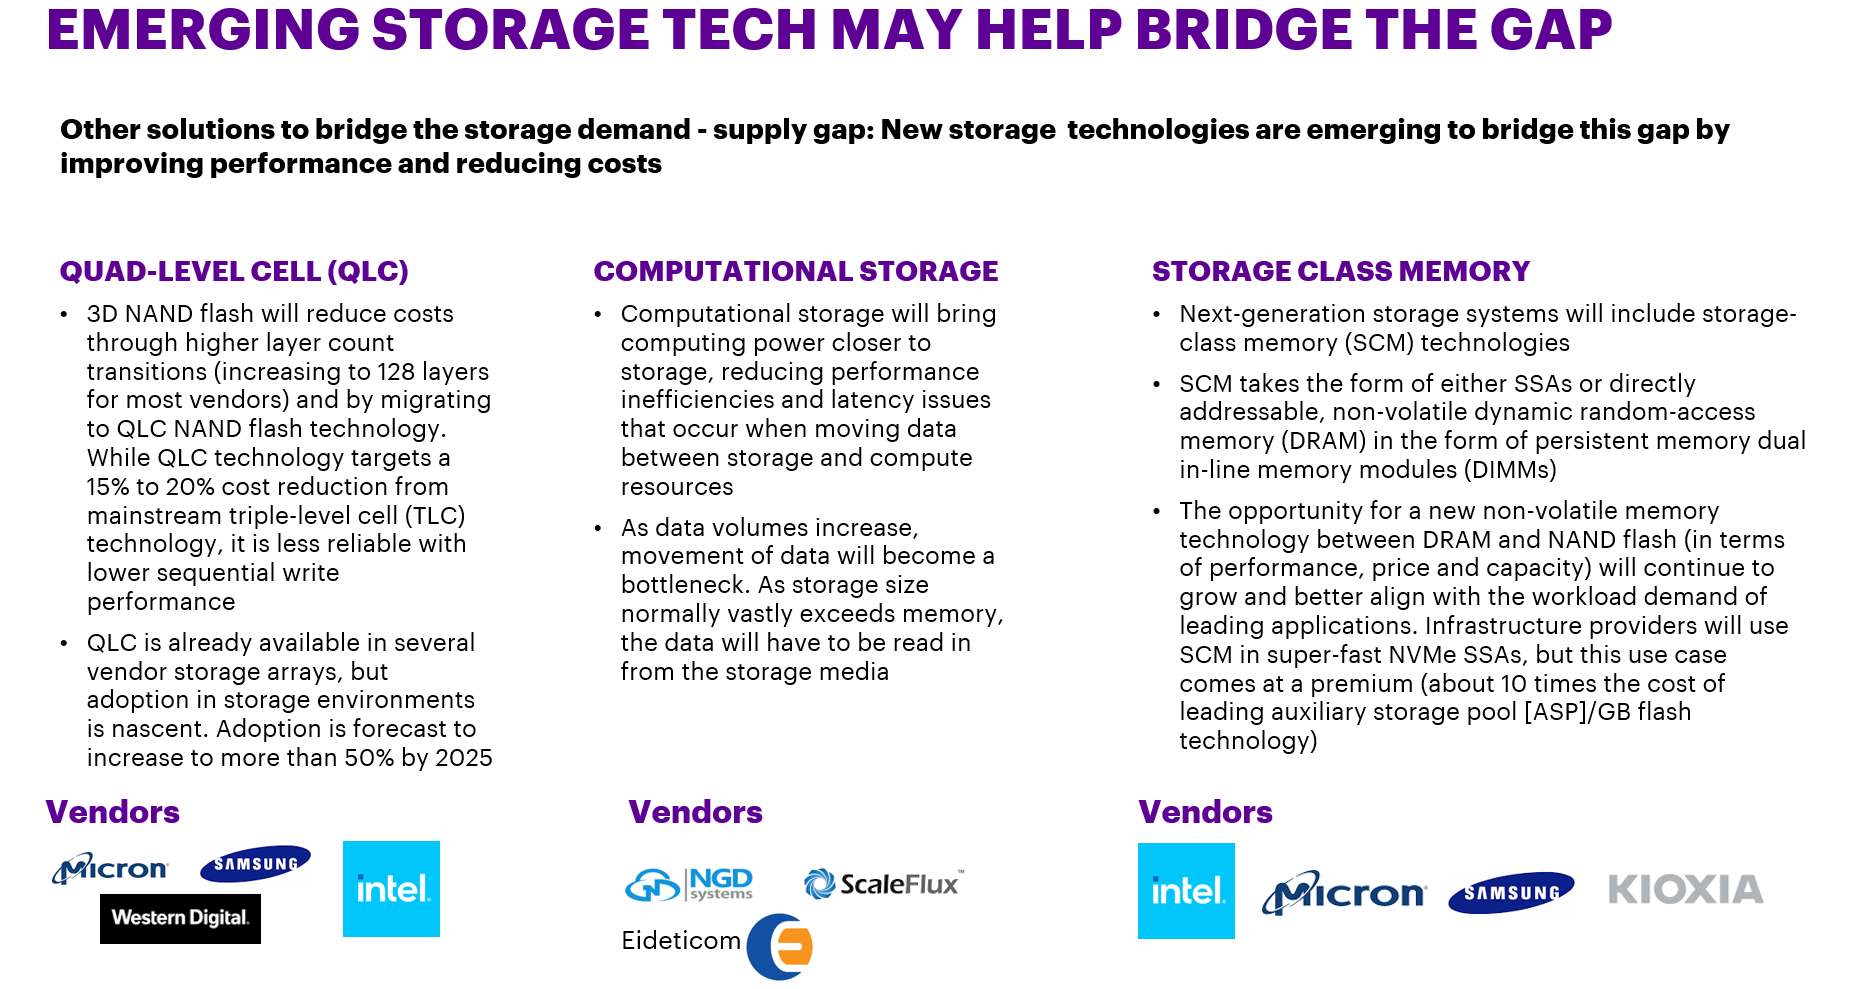 EMERGING STORAGE TECH MAY HELP BRIDGE THE GAP
Other solutions to bridge the storage demand - supply gap: New storage  technologies are emerging to bridge this gap by
improving performance and reducing costs
QUAD-LEVEL CELL (QLC)
• 3D NAND flash will reduce costs
through higher layer count
transitions (increasing to 128 layers
for most vendors) and by migrating
to QLC NAND flash technology.
While QLC technology targets a
15% to 20% cost reduction from
mainstream triple-level cell (TLC)
technology, it is less reliable with
lower sequential write
performance
• QLC is already available in several
vendor storage arrays, but
adoption in storage environments
is nascent. Adoption is forecast to
increase to more than 50% by 2025
Vendors
Micron
SAMSUNG
intel.
Western Digital.
COMPUTATIONAL STORAGE
• Computational storage will bring
computing power closer to
storage, reducing performance
inefficiencies and latency issues
that occur when moving data
between storage and compute
resources
• As data volumes increase,
movement of data will become a
bottleneck. As storage size
normally vastly exceeds memory,
the data will have to be read in
from the storage media
Vendors
NGD
systems
ScaleFlux™
Eideticom
E
STORAGE CLASS MEMORY
• Next-generation storage systems will include storage-
class memory (SCM) technologies
• SCM takes the form of either SSAs or directly
addressable, non-volatile dynamic random-access
memory (DRAM) in the form of persistent memory dual
in-line memory modules (DIMMs)
• The opportunity for a new non-volatile memory
technology between DRAM and NAND flash (in terms
of performance, price and capacity) will continue to
grow and better align with the workload demand of
leading applications. Infrastructure providers will use
SCM in super-fast NVMe SSAs, but this use case
comes at a premium (about 10 times the cost of
leading auxiliary storage pool [ASP]/GB flash
technology)
Vendors
intel.
Micron
SAMSUNG
KIOXIA